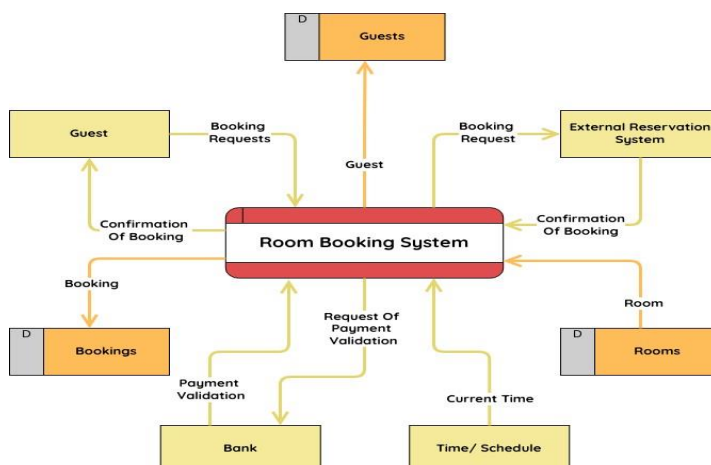 D
Guests
Guest
Booking
Requests
Booking
Request
External Reservation
System
Guest
Confirmation
Of Booking
Confirmation
Of Booking
Room Booking System
Booking
Room
D
Bookings
Request Of
Payment
Validation
D
Rooms
Payment
Validation
Current Time
Bank
Time/ Schedule